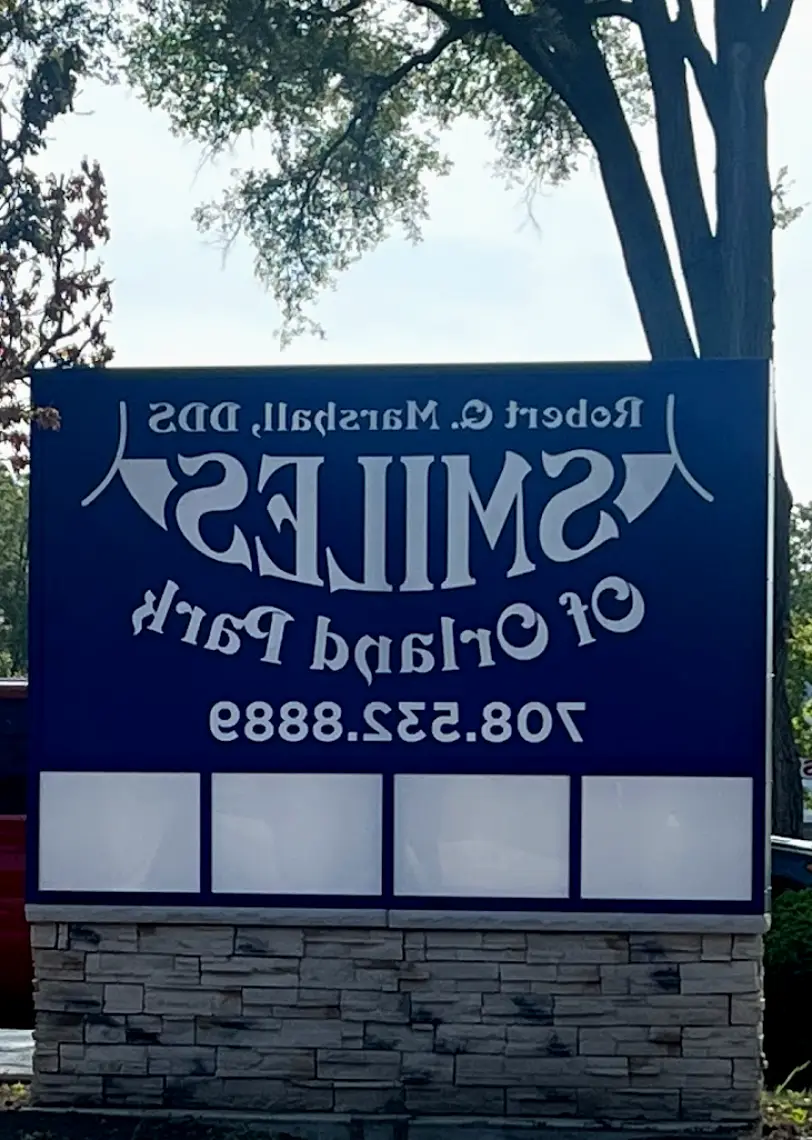 Robert Q. Marshall, DDS
SMILES
Of Orland Park
708.532.8889